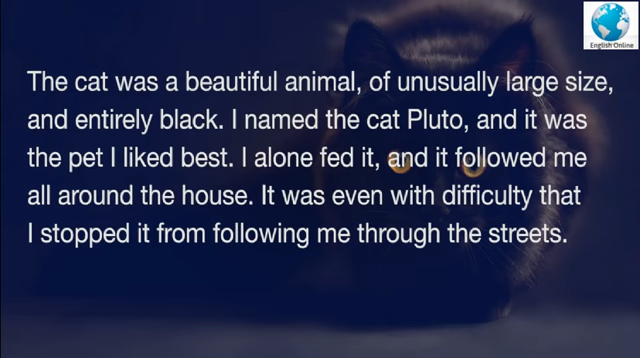 English Online
The cat was a beautiful animal, of unusually large size,
and entirely black. I named the cat Pluto, and it was
the pet I liked best. I alone fed it, and it followed me
all around the house. It was even with difficulty that
I stopped it from following me through the streets.